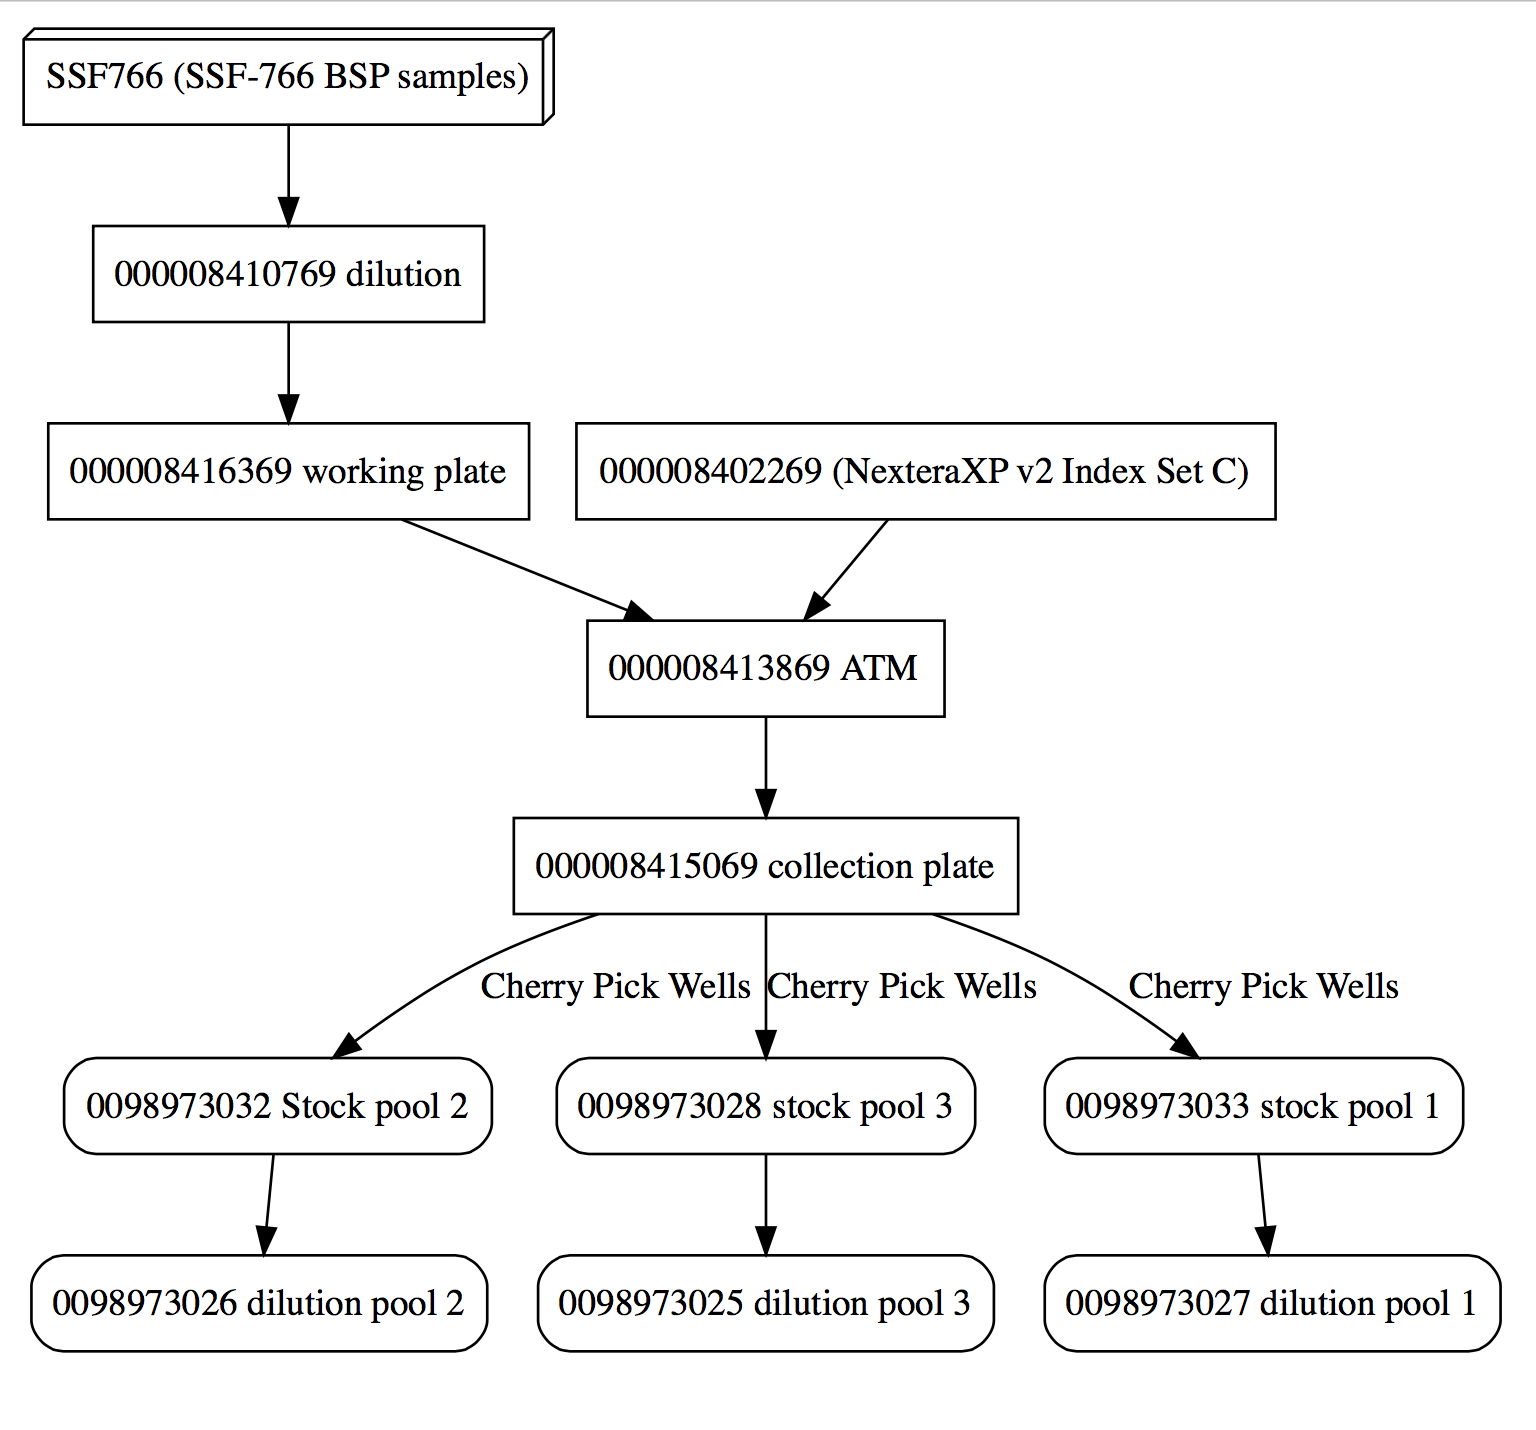 SSF766 (SSF-766 BSP samples)
000008410769 dilution
000008416369 working plate
000008402269 (NexteraXP v2 Index Set C)
000008413869 ATM
000008415069 collection plate
Cherry Pick Wells
Cherry Pick Wells
Cherry Pick Wells
0098973032 Stock pool 2
0098973028 stock pool 3
0098973033 stock pool 1
0098973026 dilution pool 2
0098973025 dilution pool 3
0098973027 dilution pool 1